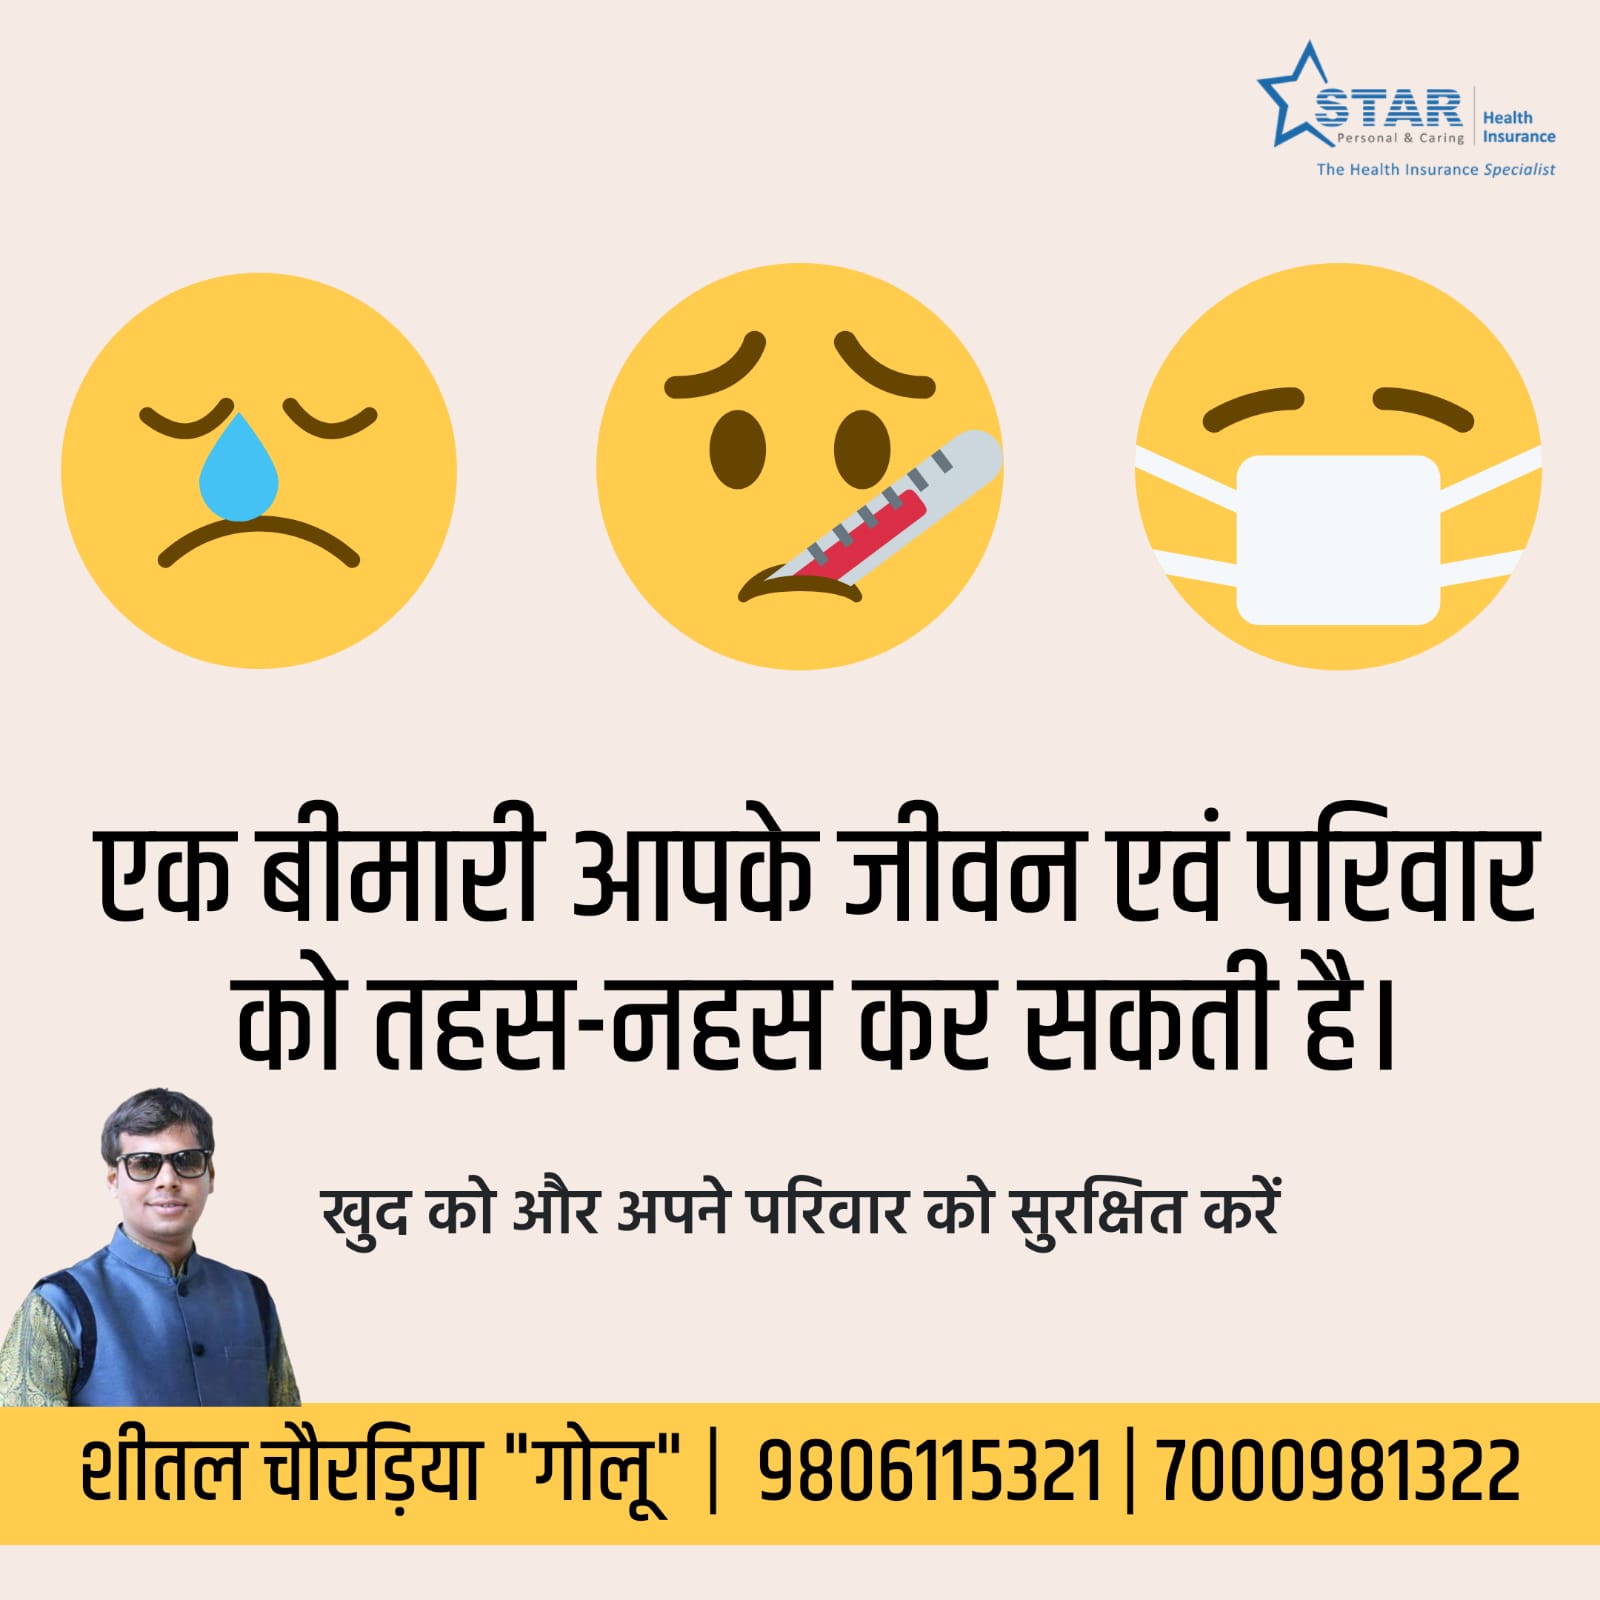 STAR
Personal & Caring
Health
Insurance
The Health Insurance Specialist
एक बीमारी आपके जीवन एवं परिवार
को तहस-नहस कर सकती है।
खुद को और अपने परिवार को सुरक्षित करें
शीतल चौरड़िया "गोलू" | 9806115321 | 7000981322